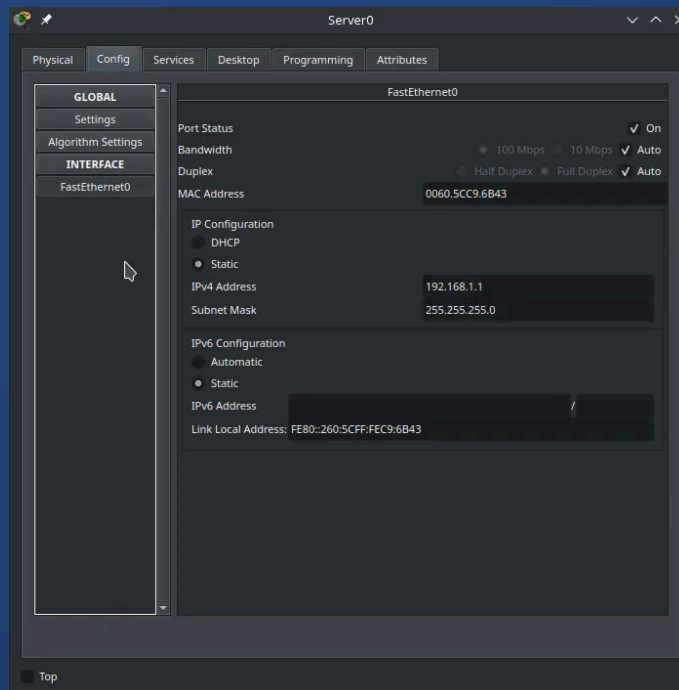 Server0
Physical Config Services Desktop Programming Attributes
GLOBAL
Settings
Algorithm Settings
INTERFACE
FastEthernet0
FastEthernet0
Port Status On
Bandwidth 100 Mbps 10 Mbps Auto
Duplex Half Duplex Full Duplex Auto
MAC Address 0060.5CC9.6B43
IP Configuration
DHCP
Static
IPv4 Address 192.168.1.1
Subnet Mask 255.255.255.0
IPv6 Configuration
Automatic
Static
IPv6 Address /
Link Local Address: FE80::260:5CFF:FEC9:6B43
Top